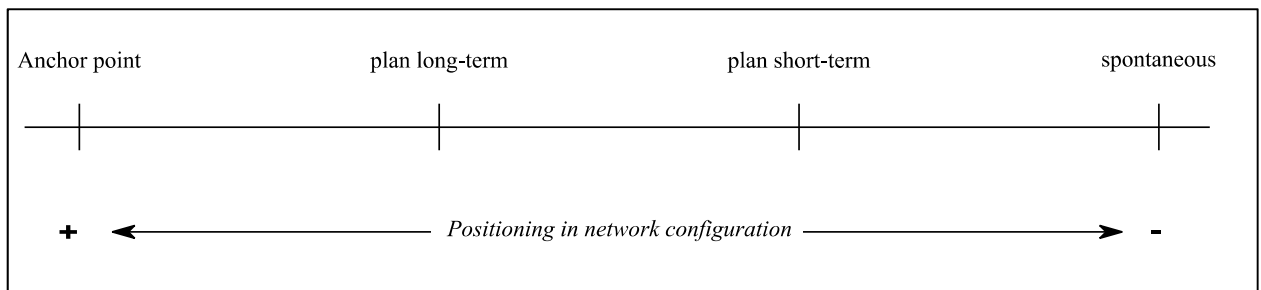 Anchor point plan long-term plan short-term spontaneous
+ Positioning in network configuration -